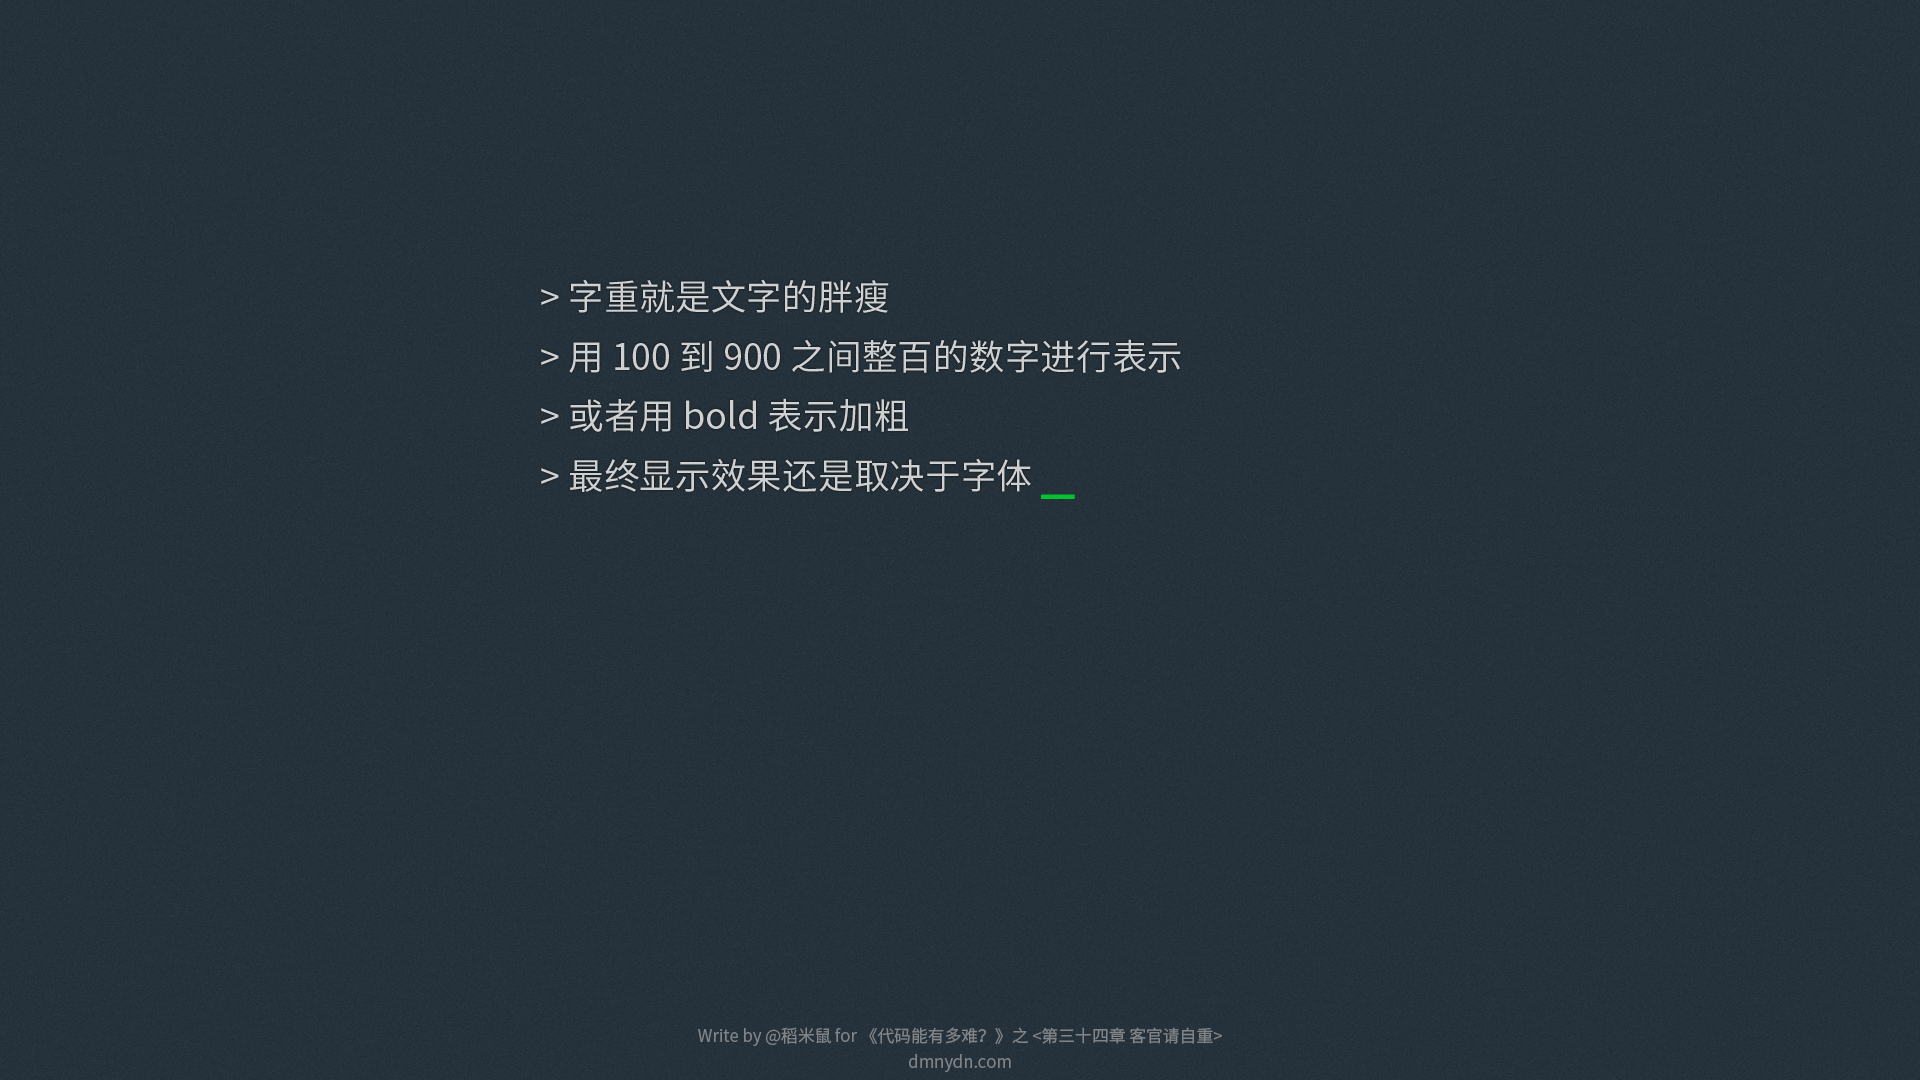 > 字重就是文字的胖瘦
> 用 100 到 900 之间整百的数字进行表示
> 或者用 bold 表示加粗
> 最终显示效果还是取决于字体 _
Write by @稻米鼠 for 《代码能有多难？》之 <第三十四章 客官请自重>
dmnydn.com